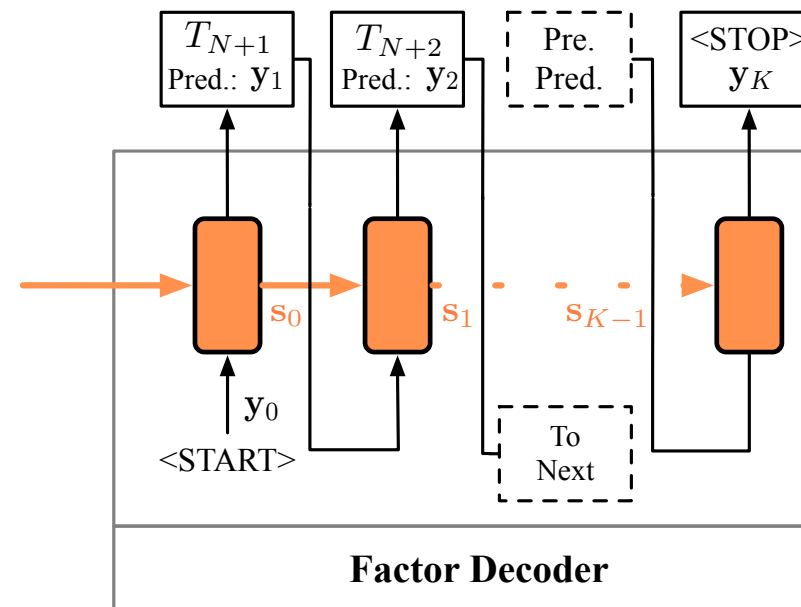 T_{N+1}
Pred.: y_1
T_{N+2}
Pred.: y_2
Pre.
Pred.
<STOP>
y_K
s_0
s_1
s_{K-1}
y_0
<START>
To
Next
Factor Decoder